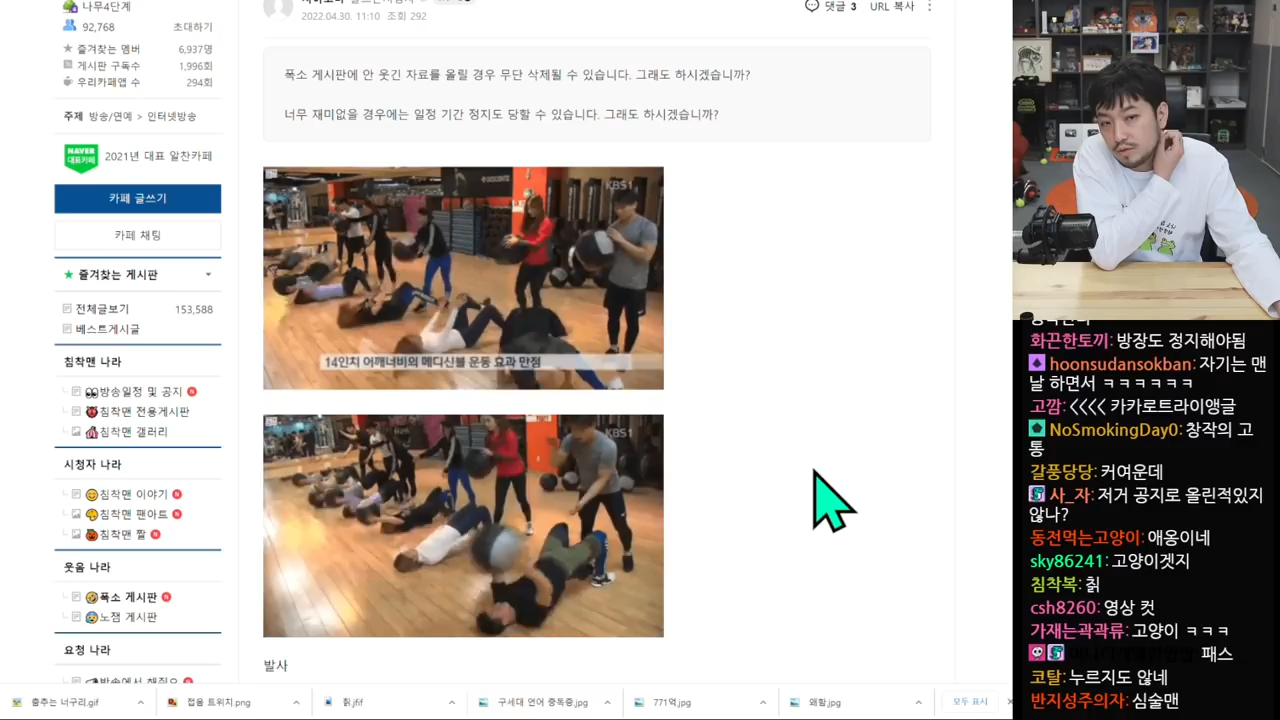 나무4단계
92,768 초대하기
즐겨찾는 멤버 6,937명
게시판 구독수 1,996회
우리카페앱 수 294회
주제 방송/연예 > 인터넷방송
NAVER
대표카페
2021년 대표 알찬카페
카페 글쓰기
카페 채팅
즐겨찾는 게시판
전체글보기 153,588
베스트게시글
침착맨 나라
방송일정 및 공지 N
침착맨 전용게시판
침착맨 갤러리
시청자 나라
침착맨 이야기 N
침착맨 팬아트 N
침착맨 짤 N
웃음 나라
폭소 게시판 N
노잼 게시판
요청 나라
2022.04.30. 11:10 조회 292
댓글 3 URL 복사
폭소 게시판에 안 웃긴 자료를 올릴 경우 무단 삭제될 수 있습니다. 그래도 하시겠습니까?
너무 재미없을 경우에는 일정 기간 정지도 당할 수 있습니다. 그래도 하시겠습니까?
KBS1
14인치 어깨너비의 메디신볼 운동 효과 만점
KBS1
발사
춤추는 너구리.gif
접을 트위치.png
칡.jfif
구세대 언어 중독증.jpg
771억.jpg
왜함.jpg
모두 표시
화끈한토끼: 방장도 정지해야됨
hoonsudansokban: 자기는 맨
날 하면서 ㅋㅋㅋㅋㅋㅋ
고깜: <<<< 카카로트라이앵글
NoSmokingDay0: 창작의 고
통
갈풍당당: 커여운데
사_자: 저거 공지로 올린적있지
않나?
동전먹는고양이: 애옹이네
sky86241: 고양이겟지
침착복: 칡
csh8260: 영상 컷
가재는곽곽류: 고양이 ㅋㅋㅋ
패스
코탈: 누르지도 않네
반지성주의자: 심술맨